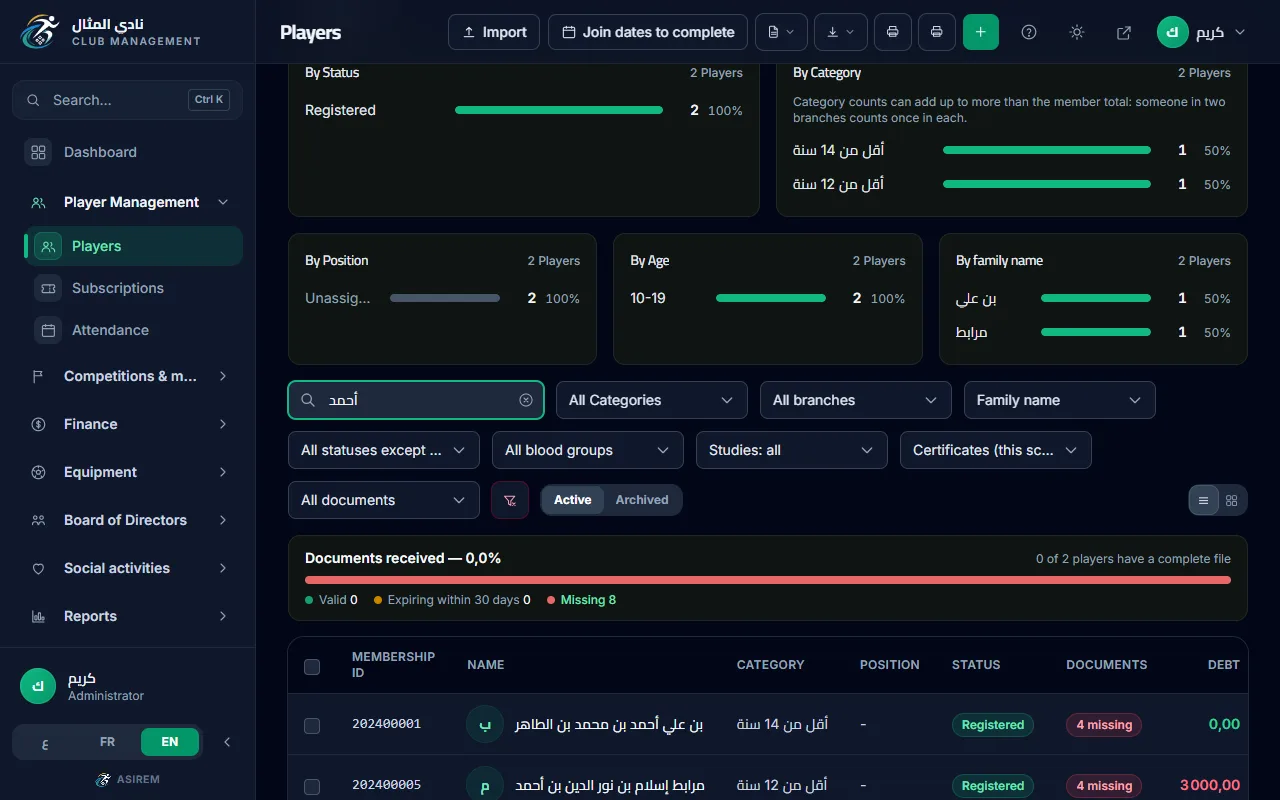 نادي المثال
CLUB MANAGEMENT
Search...
Ctrl K
Dashboard
Player Management
Players
Subscriptions
Attendance
Competitions & m...
Finance
Equipment
Board of Directors
Social activities
Reports
كريم
Administrator
ع
FR
EN
ASIREM
Players
Import
Join dates to complete
كريم
By Status
2 Players
Registered
2 100%
By Category
2 Players
Category counts can add up to more than the member total: someone in two
branches counts once in each.
أقل من 14 سنة
1 50%
أقل من 12 سنة
1 50%
By Position
2 Players
Unassig...
2 100%
By Age
2 Players
10-19
2 100%
By family name
2 Players
بن علي
1 50%
مرابط
1 50%
أحمد
All Categories
All branches
Family name
All statuses except ...
All blood groups
Studies: all
Certificates (this sc...
All documents
Active
Archived
Documents received — 0,0%
0 of 2 players have a complete file
Valid 0
Expiring within 30 days 0
Missing 8
MEMBERSHIP ID
NAME
CATEGORY
POSITION
STATUS
DOCUMENTS
DEBT
202400001
ب
بن علي أحمد بن محمد بن الطاهر
أقل من 14 سنة
-
Registered
4 missing
0,00
202400005
م
مرابط إسلام بن نور الدين بن أحمد
أقل من 12 سنة
-
Registered
4 missing
3 000,00